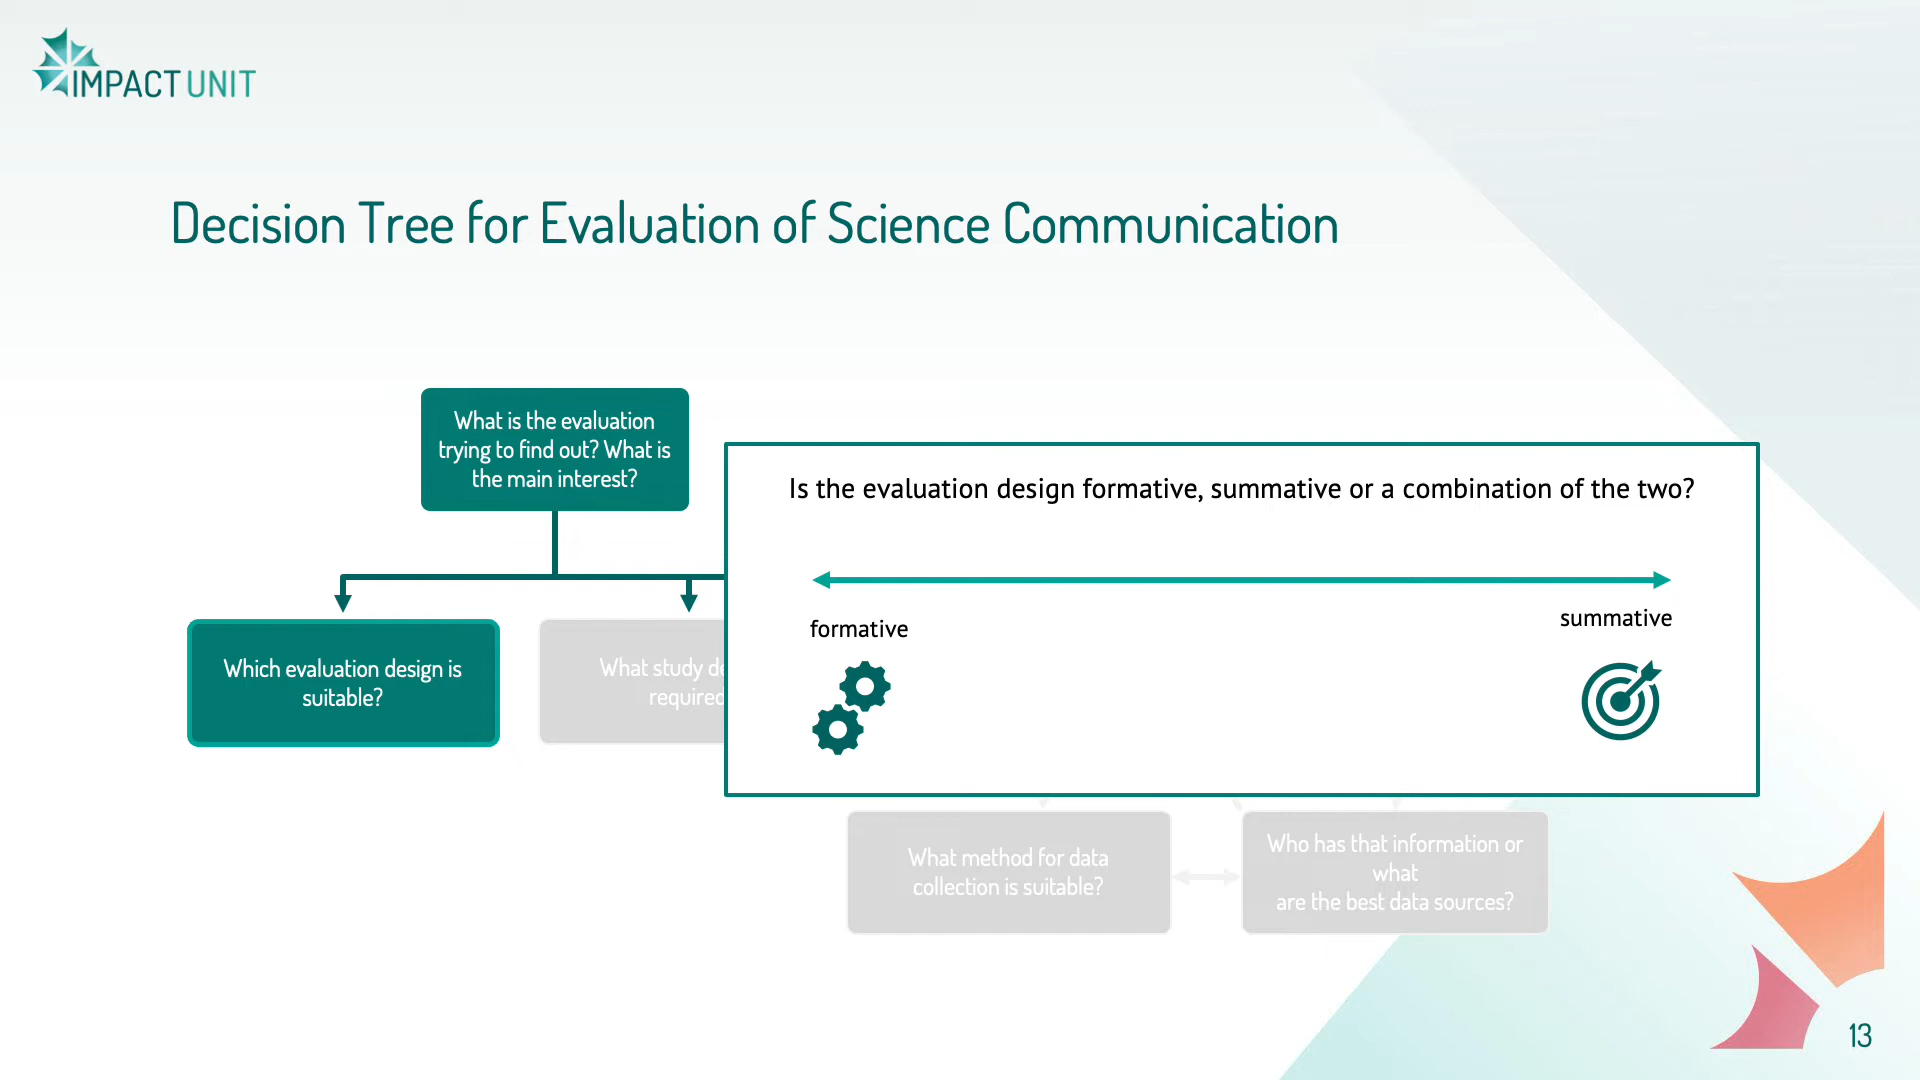 IMPACT UNIT
Decision Tree for Evaluation of Science Communication
What is the evaluation
trying to find out? What is
the main interest?
Is the evaluation design formative, summative or a combination of the two?
formative
summative
Which evaluation design is
suitable?
What study
required
What method for data
collection is suitable?
Who has that information or
what
are the best data sources?
13